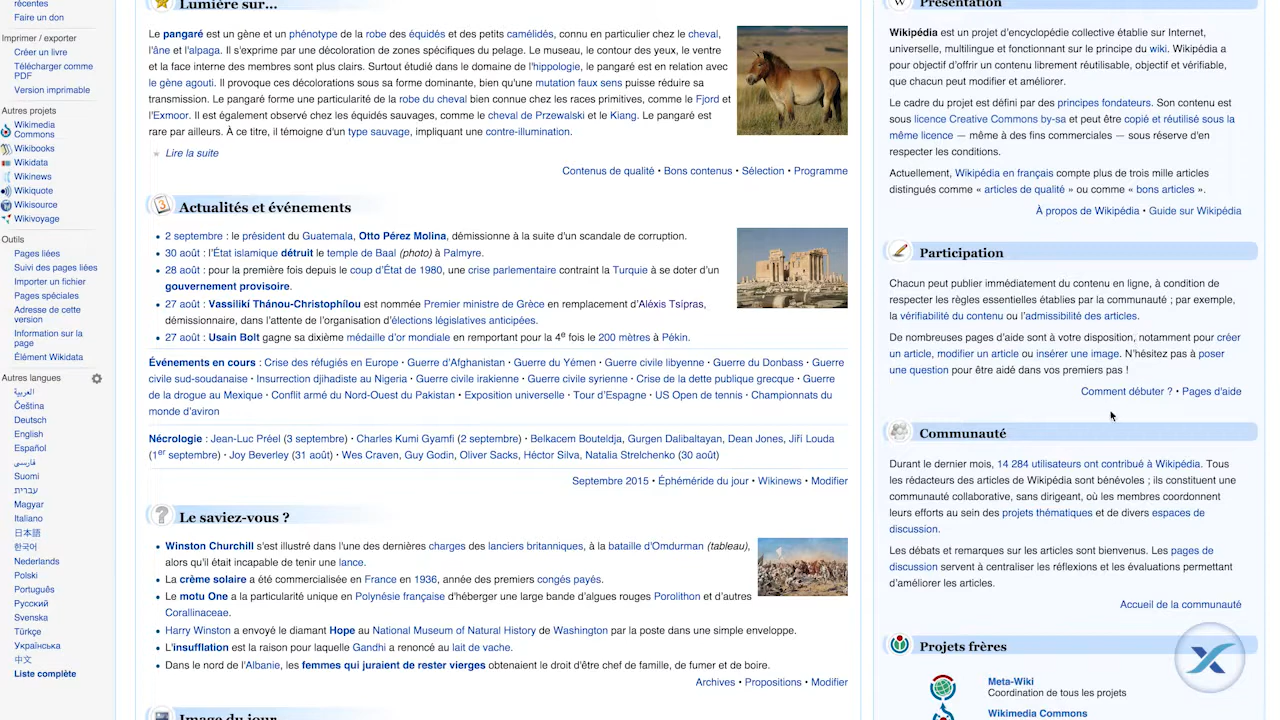 récentes
Faire un don
Imprimer / exporter
Créer un livre
Télécharger comme
PDF
Version imprimable
Autres projets
Wikimedia
Commons
Wikibooks
Wikidata
Wikinews
Wikiquote
Wikisource
Wikivoyage
Outils
Pages liées
Suivi des pages liées
Importer un fichier
Pages spéciales
Adresse de cette
version
Information sur la
page
Élément Wikidata
Autres langues
العربية
Čeština
Deutsch
English
Español
فارسی
Suomi
עברית
Magyar
Italiano
日本語
한국어
Nederlands
Polski
Português
Русский
Svenska
Türkçe
Українська
中文
Liste complète
Lumière sur...
Le pangaré est un gène et un phénotype de la robe des équidés et des petits camélidés, connu en particulier chez le cheval,
l'âne et l'alpaga. Il s'exprime par une décoloration de zones spécifiques du pelage. Le museau, le contour des yeux, le ventre
et la face interne des membres sont plus clairs. Surtout étudié dans le domaine de l'hippologie, le pangaré est en relation avec
le gène agouti. Il provoque ces décolorations sous sa forme dominante, bien qu'une mutation faux sens puisse réduire sa
transmission. Le pangaré forme une particularité de la robe du cheval bien connue chez les races primitives, comme le Fjord et
l'Exmoor. Il est également observé chez les équidés sauvages, comme le cheval de Przewalski et le Kiang. Le pangaré est
rare par ailleurs. À ce titre, il témoigne d'un type sauvage, impliquant une contre-illumination.
Lire la suite
Contenus de qualité • Bons contenus • Sélection • Programme
Actualités et événements
• 2 septembre : le président du Guatemala, Otto Pérez Molina, démissionne à la suite d'un scandale de corruption.
• 30 août : l'État islamique détruit le temple de Baal (photo) à Palmyre.
• 28 août : pour la première fois depuis le coup d'État de 1980, une crise parlementaire contraint la Turquie à se doter d'un
gouvernement provisoire.
• 27 août : Vassilikí Thánou-Christophílou est nommée Premier ministre de Grèce en remplacement d'Aléxis Tsípras,
démissionnaire, dans l'attente de l'organisation d'élections législatives anticipées.
• 27 août : Usain Bolt gagne sa dixième médaille d'or mondiale en remportant pour la 4e fois le 200 mètres à Pékin.
Événements en cours : Crise des réfugiés en Europe · Guerre d'Afghanistan · Guerre du Yémen · Guerre civile libyenne · Guerre du Donbass · Guerre
civile sud-soudanaise · Insurrection djihadiste au Nigeria · Guerre civile irakienne · Guerre civile syrienne · Crise de la dette publique grecque · Guerre
de la drogue au Mexique · Conflit armé du Nord-Ouest du Pakistan · Exposition universelle · Tour d'Espagne · US Open de tennis · Championnats du
monde d'aviron
Nécrologie : Jean-Luc Préel (3 septembre) • Charles Kumi Gyamfi (2 septembre) • Belkacem Bouteldja, Gurgen Dalibaltayan, Dean Jones, Jiří Louda
(1er septembre) • Joy Beverley (31 août) • Wes Craven, Guy Godin, Oliver Sacks, Héctor Silva, Natalia Strelchenko (30 août)
Septembre 2015 • Éphéméride du jour • Wikinews • Modifier
Le saviez-vous ?
• Winston Churchill s'est illustré dans l'une des dernières charges des lanciers britanniques, à la bataille d'Omdurman (tableau),
alors qu'il était incapable de tenir une lance.
• La crème solaire a été commercialisée en France en 1936, année des premiers congés payés.
• Le motu One a la particularité unique en Polynésie française d'héberger une large bande d'algues rouges Porolithon et d'autres
Corallinaceae.
• Harry Winston a envoyé le diamant Hope au National Museum of Natural History de Washington par la poste dans une simple enveloppe.
• L'insufflation est la raison pour laquelle Gandhi a renoncé au lait de vache.
• Dans le nord de l'Albanie, les femmes qui juraient de rester vierges obtenaient le droit d'être chef de famille, de fumer et de boire.
Archives • Propositions • Modifier
Image du jour
W
Présentation
Wikipédia est un projet d'encyclopédie collective établie sur Internet,
universelle, multilingue et fonctionnant sur le principe du wiki. Wikipédia a
pour objectif d'offrir un contenu librement réutilisable, objectif et vérifiable,
que chacun peut modifier et améliorer.
Le cadre du projet est défini par des principes fondateurs. Son contenu est
sous licence Creative Commons by-sa et peut être copié et réutilisé sous la
même licence — même à des fins commerciales — sous réserve d'en
respecter les conditions.
Actuellement, Wikipédia en français compte plus de trois mille articles
distingués comme « articles de qualité » ou comme « bons articles ».
À propos de Wikipédia • Guide sur Wikipédia
Participation
Chacun peut publier immédiatement du contenu en ligne, à condition de
respecter les règles essentielles établies par la communauté ; par exemple,
la vérifiabilité du contenu ou l'admissibilité des articles.
De nombreuses pages d'aide sont à votre disposition, notamment pour créer
un article, modifier un article ou insérer une image. N'hésitez pas à poser
une question pour être aidé dans vos premiers pas !
Comment débuter ? • Pages d'aide
Communauté
Durant le dernier mois, 14 284 utilisateurs ont contribué à Wikipédia. Tous
les rédacteurs des articles de Wikipédia sont bénévoles ; ils constituent une
communauté collaborative, sans dirigeant, où les membres coordonnent
leurs efforts au sein des projets thématiques et de divers espaces de
discussion.
Les débats et remarques sur les articles sont bienvenus. Les pages de
discussion servent à centraliser les réflexions et les évaluations permettant
d'améliorer les articles.
Accueil de la communauté
Projets frères
Meta-Wiki
Coordination de tous les projets
Wikimedia Commons